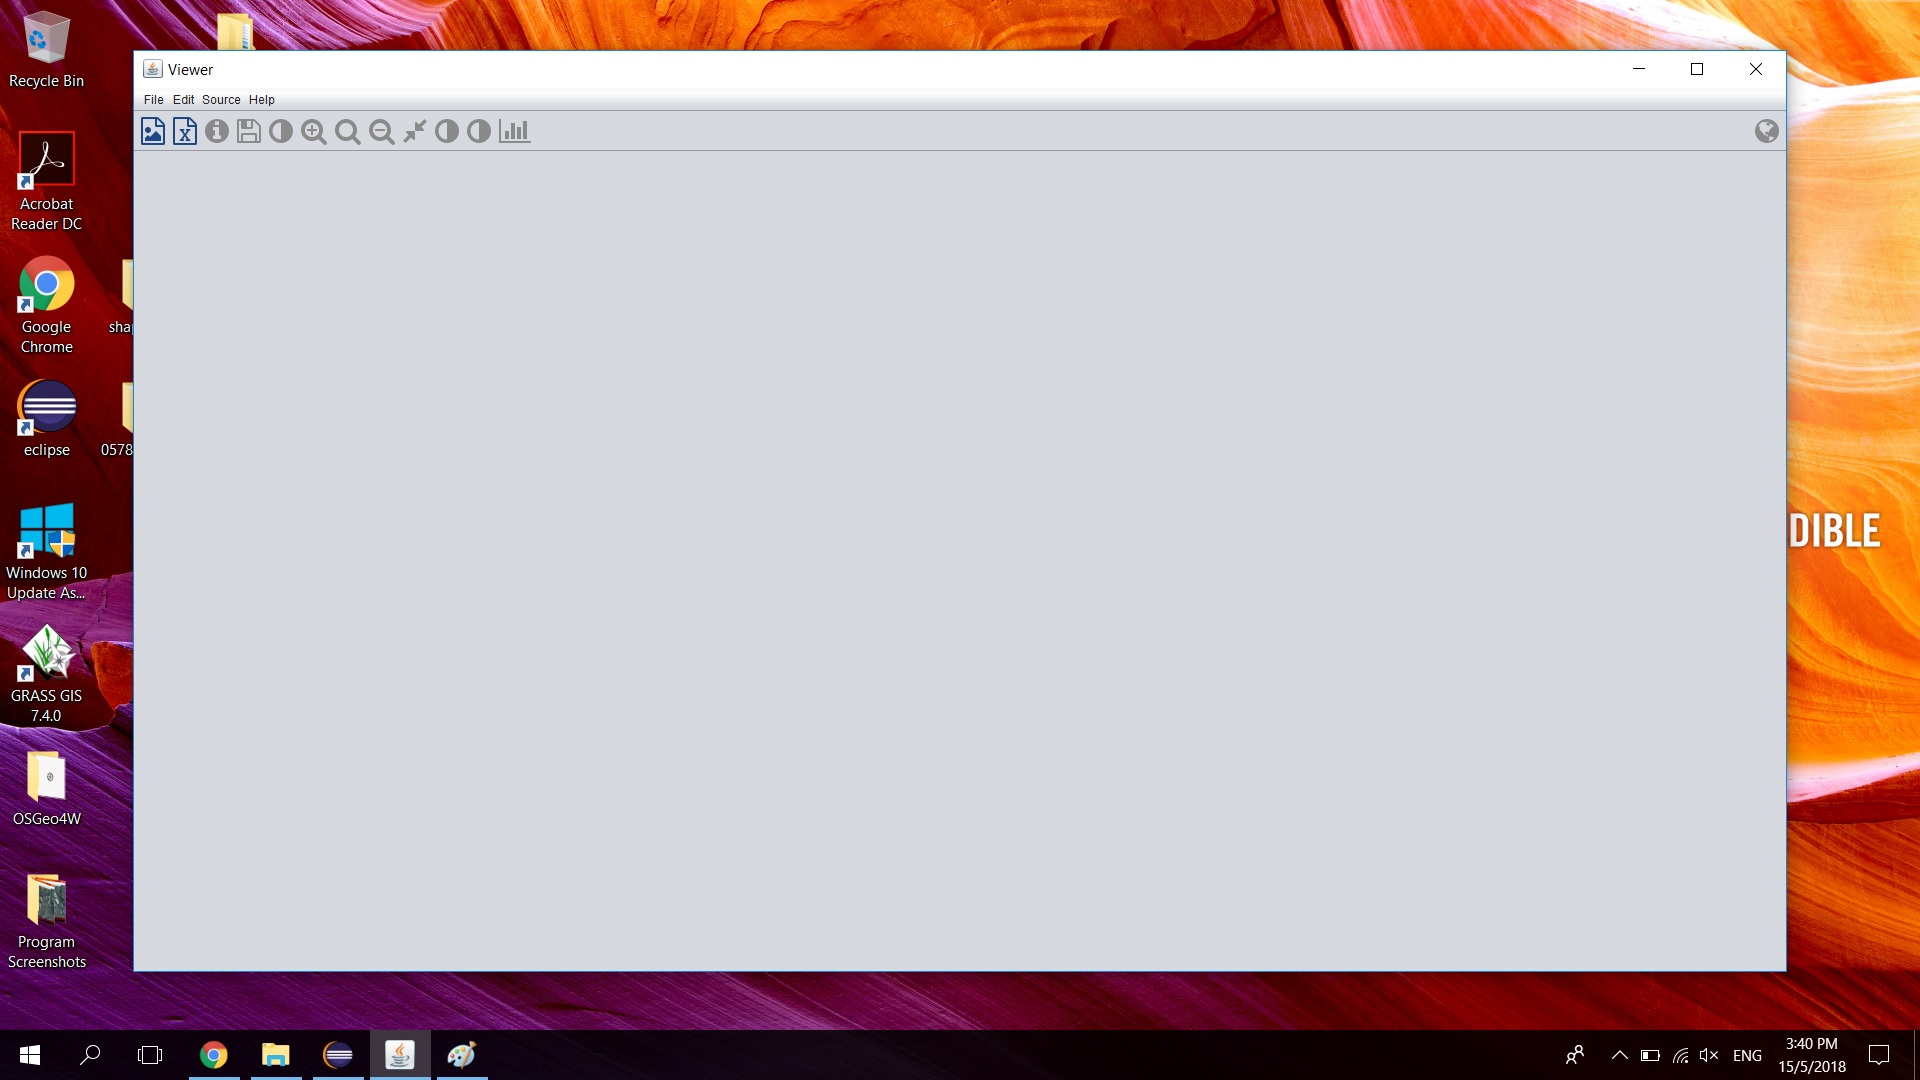 Recycle Bin
Viewer
File Edit Source Help
Acrobat
Reader DC
Google
Chrome
shap
eclipse
0578
DIBLE
Windows 10
Update As...
GRASS GIS
7.4.0
OSGeo4W
Program
Screenshots
ENG
3:40 PM
15/5/2018